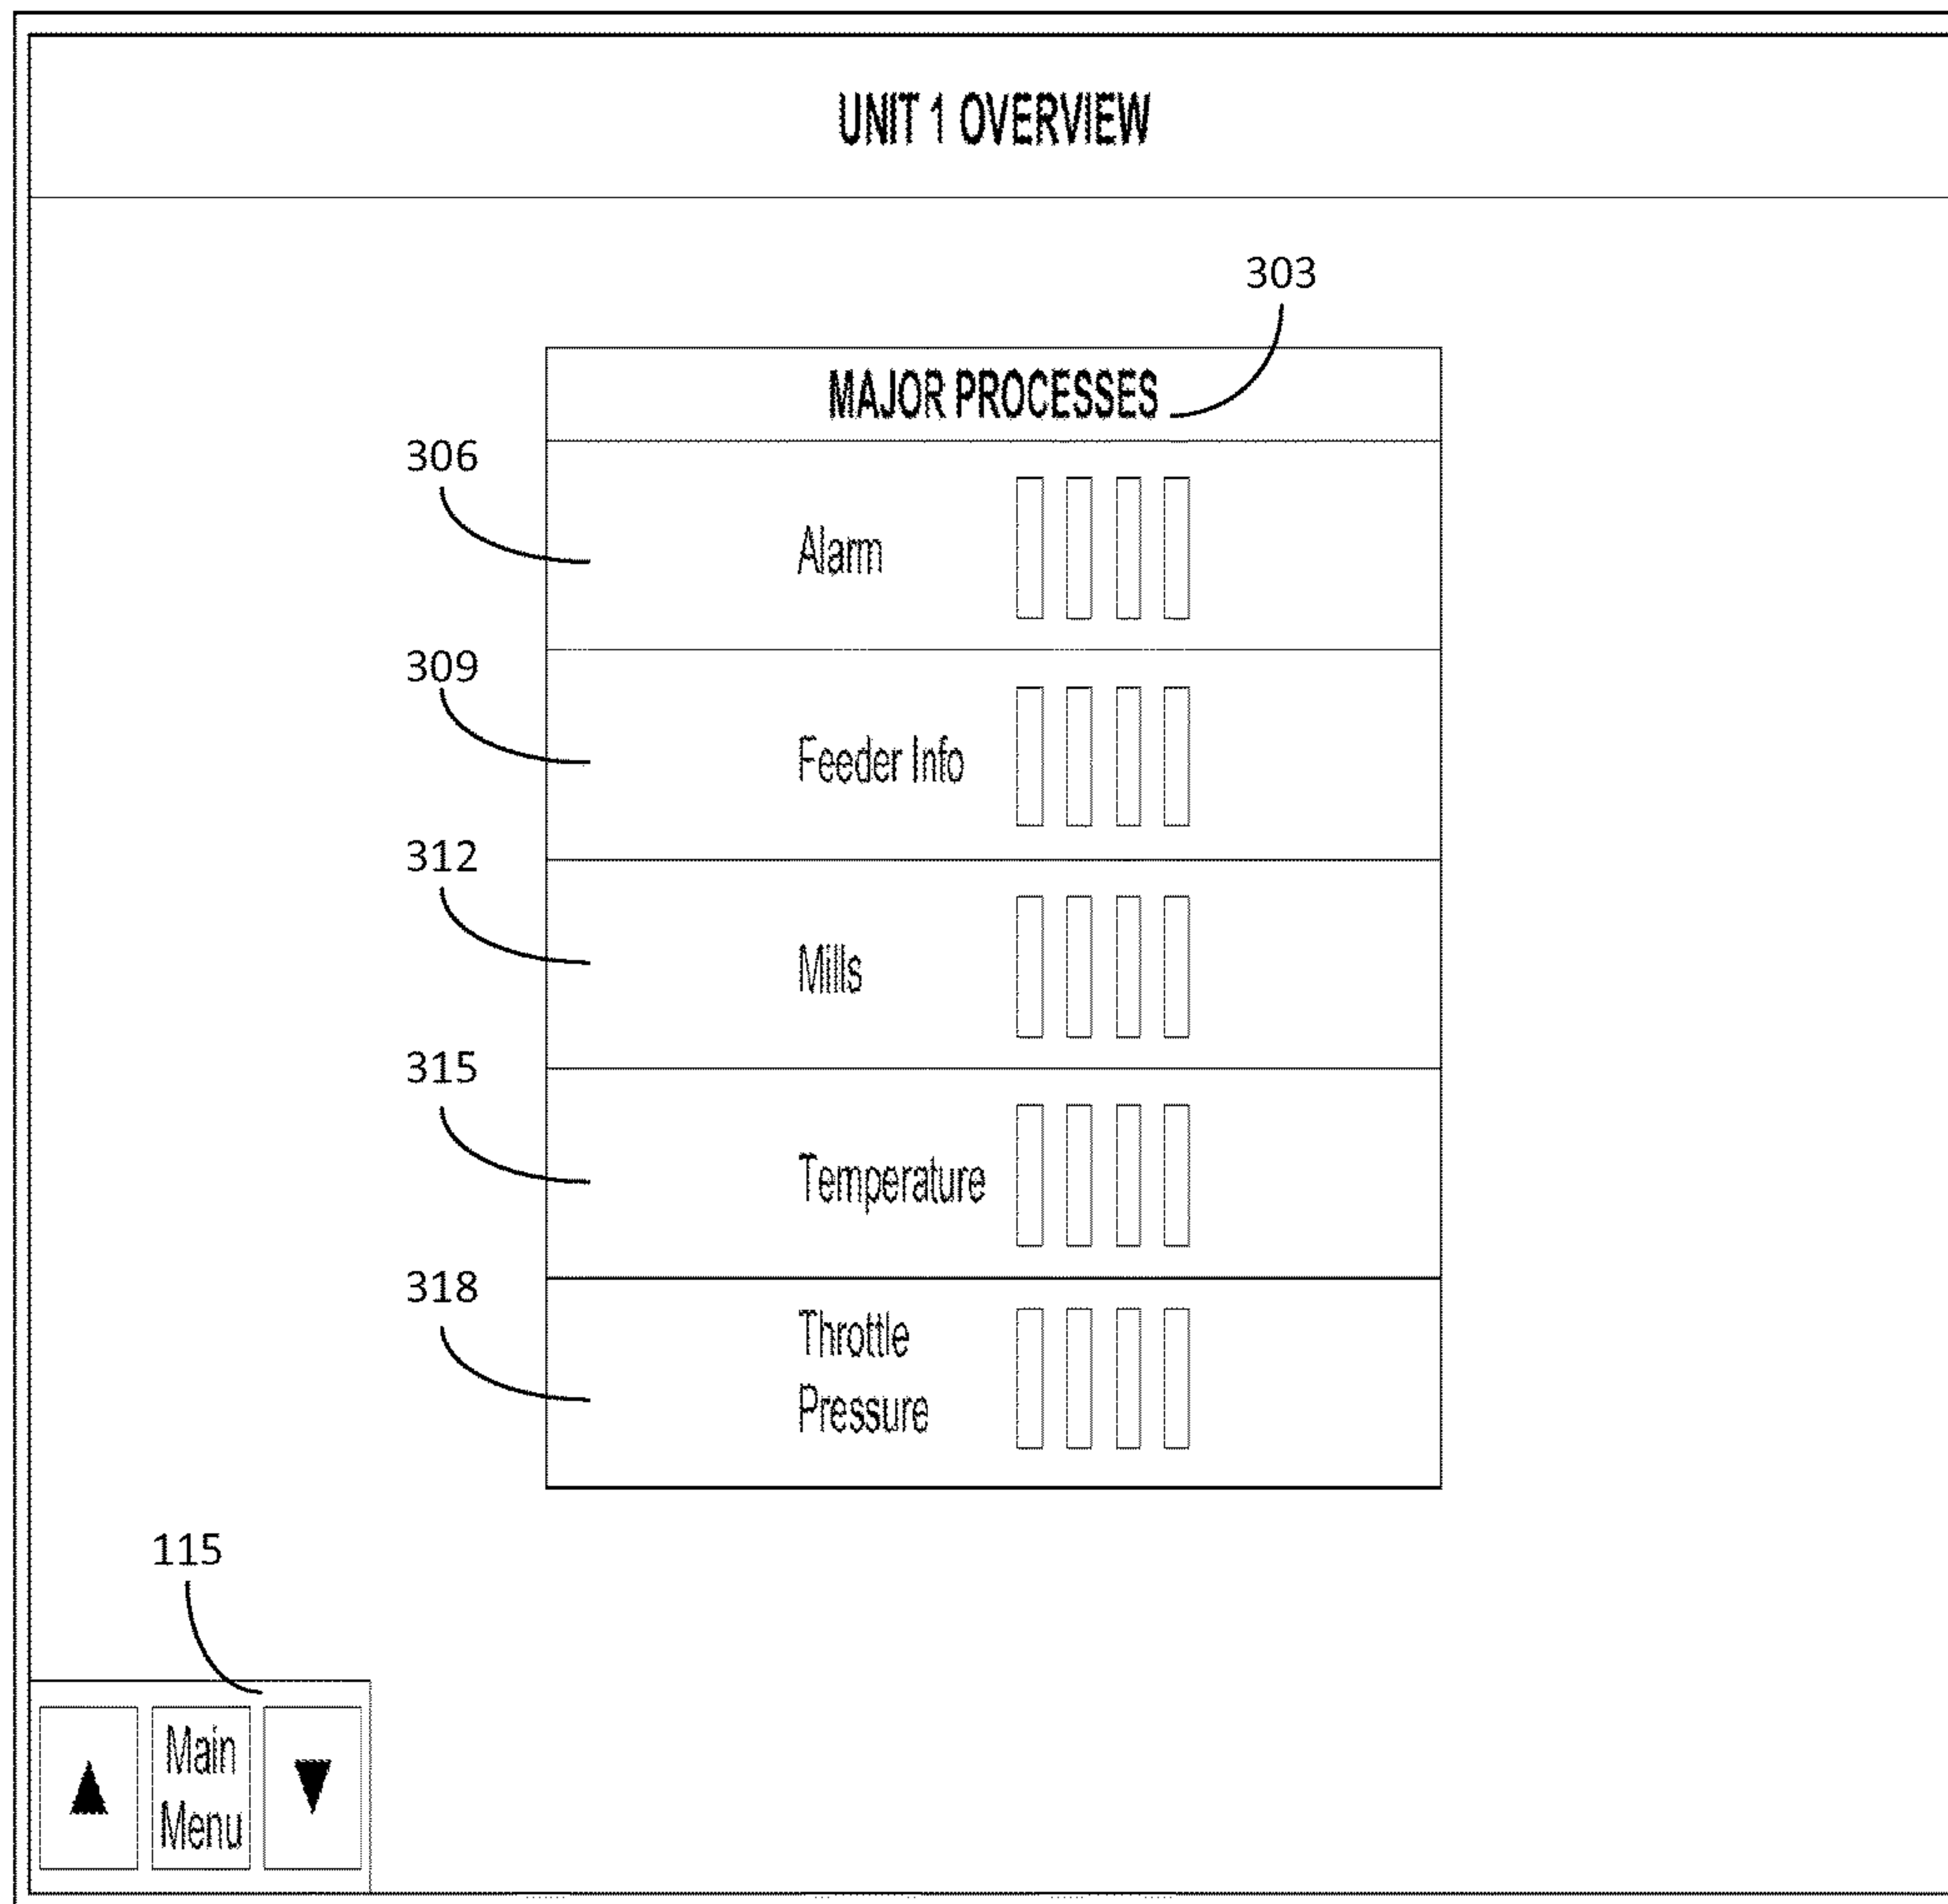 UNIT 1 OVERVIEW
303
MAJOR PROCESSES
306
Alarm
309
Feeder Info
312
Mills
315
Temperature
318
Throttle
Pressure
115
▲
Main
Menu
▼